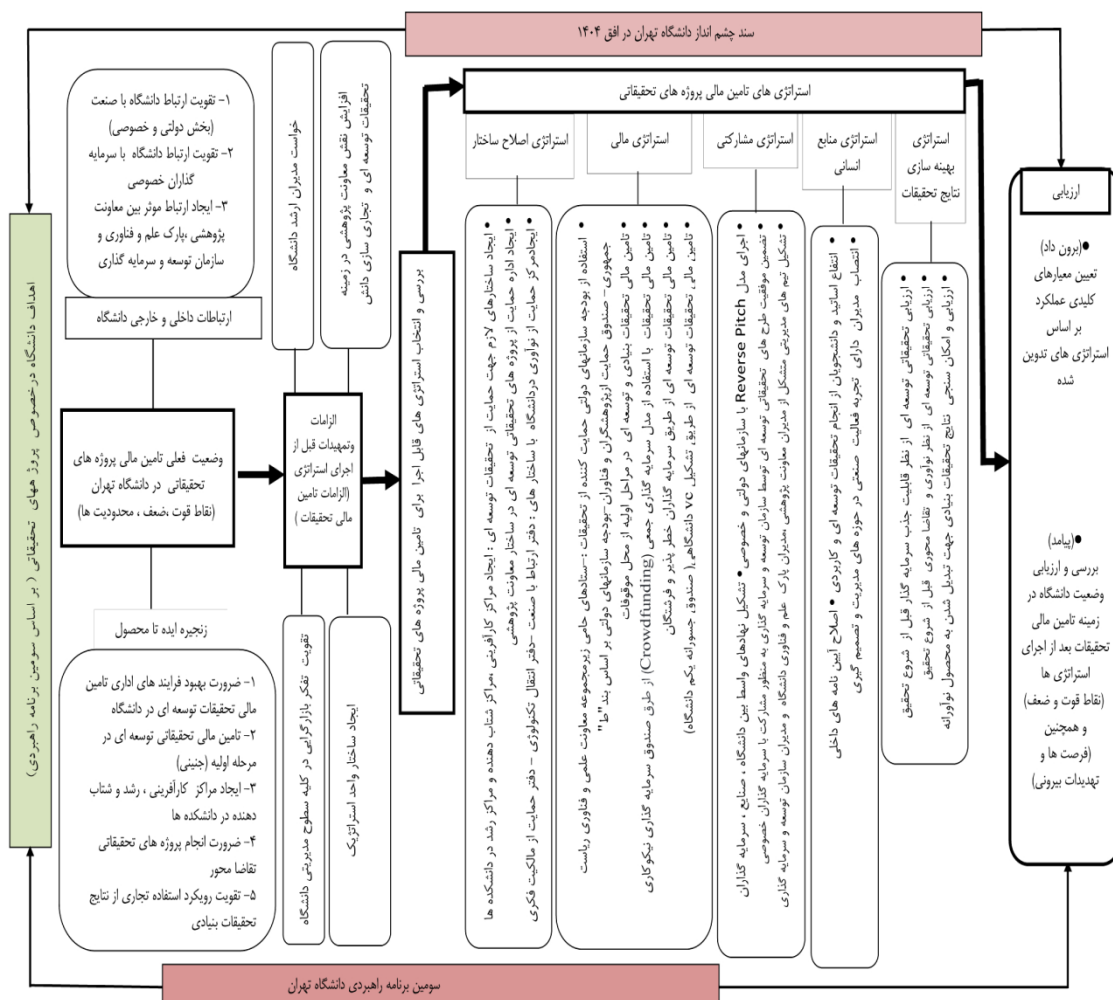 سند چشم انداز دانشگاه تهران در افق ۱۴۰۴
اهداف دانشگاه درخصوص پروژ ههای تحقیقاتی ( بر اساس سومین برنامه راهبردی)
۱- تقویت ارتباط دانشگاه با صنعت
(بخش دولتی و خصوصی)
۲- تقویت ارتباط دانشگاه با سرمایه
گذاران خصوصی
۳- ایجاد ارتباط موثر بین معاونت
پژوهشی ،پارک علم و فناوری و
سازمان توسعه و سرمایه گذاری
ارتباطات داخلی و خارجی دانشگاه
وضعیت فعلی تامین مالی پروژه های
تحقیقاتی در دانشگاه تهران
(نقاط قوت ،ضعف ، محدودیت ها)
زنجیره ایده تا محصول
۱- ضرورت بهبود فرایند های اداری تامین
مالی تحقیقات توسعه ای در دانشگاه
۲- تامین مالی تحقیقاتی توسعه ای در
مرحله اولیه (جنینی)
۳- ایجاد مراکز کارآفرینی ، رشد و شتاب
دهنده در دانشکده ها
۴- ضرورت انجام پروژه های تحقیقاتی
تقاضا محور
۵- تقویت رویکرد استفاده تجاری از نتایج
تحقیقات بنیادی
خواست مدیران ارشد دانشگاه
افزایش نقش معاونت پژوهشی در زمینه
تحقیقات توسعه ای و تجاری سازی دانش
الزامات
وتمهیدات قبل از
اجرای استراتژی
(الزامات تامین
مالی تحقیقات )
تقویت تفکر بازارگرایی در کلیه سطوح مدیریتی دانشگاه
ایجاد ساختار واحد استراتژیک
بررسی و انتخاب استراتژی های قابل اجرا برای تامین مالی پروژه های تحقیقاتی
استراتژی های تامین مالی پروژه های تحقیقاتی
استراتژی اصلاح ساختار
• ایجاد ساختارهای لازم جهت حمایت از تحقیقات توسعه ای : ایجاد مراکز کارآفرینی ،مراکز شتاب دهنده و مراکز رشد در دانشکده ها
• ایجاد اداره حمایت از پروژه های تحقیقاتی توسعه ای در ساختار معاونت پژوهشی
• ایجادمرکز حمایت از نوآوری دردانشگاه با ساختار های : دفتر ارتباط با صنعت –دفتر انتقال تکنولوژی – دفتر حمایت از مالکیت فکری
استراتژی مالی
• استفاده از بودجه سازمانهای دولتی حمایت کننده از تحقیقات :-ستادهای حامی زیرمجموعه معاونت علمی و فناوری ریاست
جمهوری– صندوق حمایت ازپژوهشگران و فناوران–بودجه سازمانهای دولتی بر اساس بند"ط"
• تامین مالی تحقیقات بنیادی و توسعه ای در مراحل اولیه از محل موقوفات
• تامین مالی تحقیقات با استفاده از مدل سرمایه گذاری جمعی (Crowdfunding) از طرق صندوق سرمایه گذاری نیکوکاری
• تامین مالی تحقیقات توسعه ای از طریق سرمایه گذاران خطر پذیر و فرشتگان
• تامین مالی تحقیقات توسعه ای از طریق تشکیل vc دانشگاهی( صندوق جسورانه یکم دانشگاه)
استراتژی مشارکتی
• اجرای مدل Reverse Pitch با سازمانهای دولتی و خصوصی • تشکیل نهادهای واسط بین دانشگاه ، صنایع ، سرمایه گذاران
• تضمین موفقیت طرح های تحقیقاتی توسعه ای توسط سازمان توسعه و سرمایه گذاری به منظور مشارکت با سرمایه گذاران خصوصی
• تشکیل تیم های مدیریتی متشکل از مدیران معاونت پژوهشی ،مدیران پارک علم و فناوری دانشگاه و مدیران سازمان توسعه و سرمایه گذاری
استراتژی منابع
انسانی
• انتفاع اساتید و دانشجویان از انجام تحقیقات توسعه ای و کاربردی • اصلاح آیین نامه های داخلی
• انتصاب مدیران دارای تجربه فعالیت صنعتی در حوزه های مدیریت و تصمیم گیری
استراتژی
بهینه سازی
نتایج تحقیقات
• ارزیابی تحقیقاتی توسعه ای از نظر قابلیت جذب سرمایه گذار قبل از شروع تحقیق
• ارزیابی تحقیقاتی توسعه ای از نظر نوآوری و تقاضا محوری قبل از شروع تحقیق
• ارزیابی و امکان سنجی نتایج تحقیقات بنیادی جهت تبدیل شدن به محصول نوآورانه
ارزیابی
●(برون داد)
تعیین معیارهای
کلیدی عملکرد
بر اساس
استراتژی های تدوین
شده
●(پیامد)
بررسی و ارزیابی
وضعیت دانشگاه در
زمینه تامین مالی
تحقیقات بعد از اجرای
استراتژی ها
(نقاط قوت و ضعف)
و همچنین
(فرصت ها و
تهدیدات بیرونی)
سومین برنامه راهبردی دانشگاه تهران